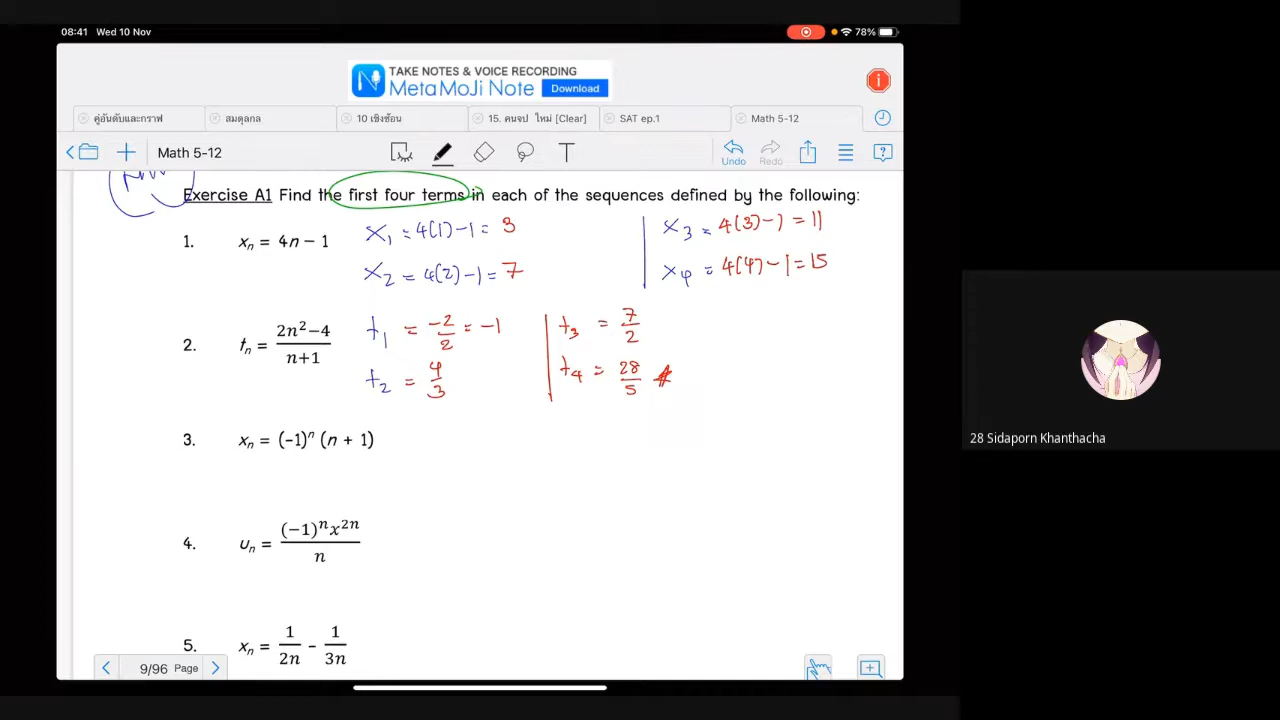 08:41 Wed 10 Nov
78%
TAKE NOTES & VOICE RECORDING
MetaMoJi Note Download
คู่อันดับและกราฟ
สมดุลกล
10 เชิงซ้อน
15. คนจป ใหม่ [Clear]
SAT ep.1
Math 5-12
Math 5-12
T
Undo
Redo
Exercise A1 Find the first four terms in each of the sequences defined by the following:
1. xₙ = 4n − 1
x₁ = 4(1)-1 = 3
x₂ = 4(2)-1 = 7
x₃ = 4(3)-1 = 11
x₄ = 4(4)-1 = 15
2. tₙ = (2n²−4)/(n+1)
t₁ = -2/2 = -1
t₂ = 4/3
t₃ = 7/2
t₄ = 28/5
3. xₙ = (−1)ⁿ (n + 1)
4. uₙ = (−1)ⁿx²ⁿ/n
5. xₙ = 1/2n - 1/3n
9/96 Page
28 Sidaporn Khanthacha